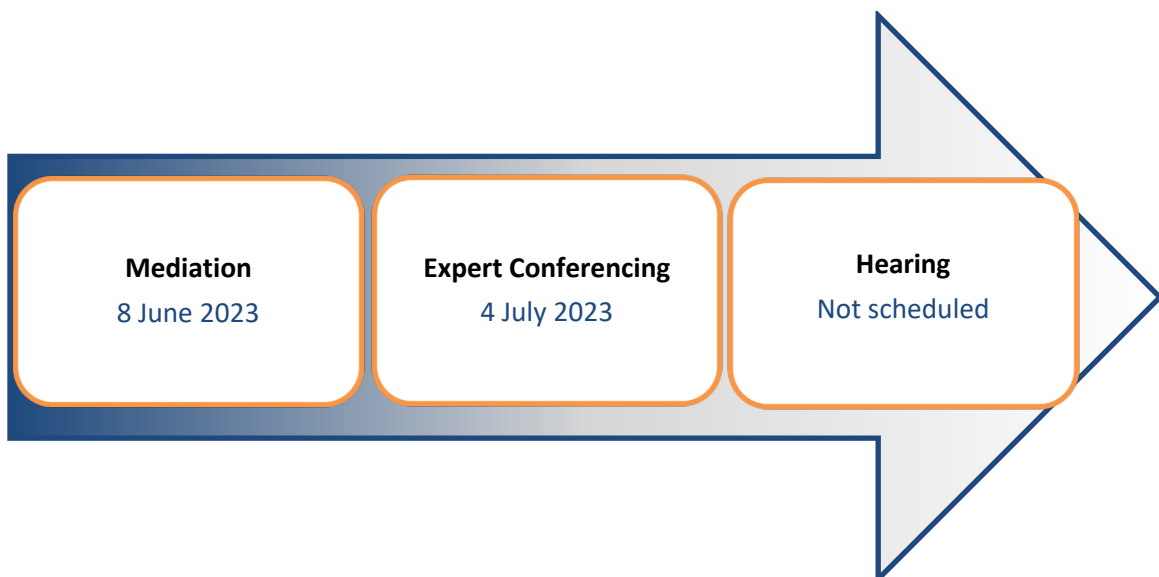 Mediation
8 June 2023
Expert Conferencing
4 July 2023
Hearing
Not scheduled